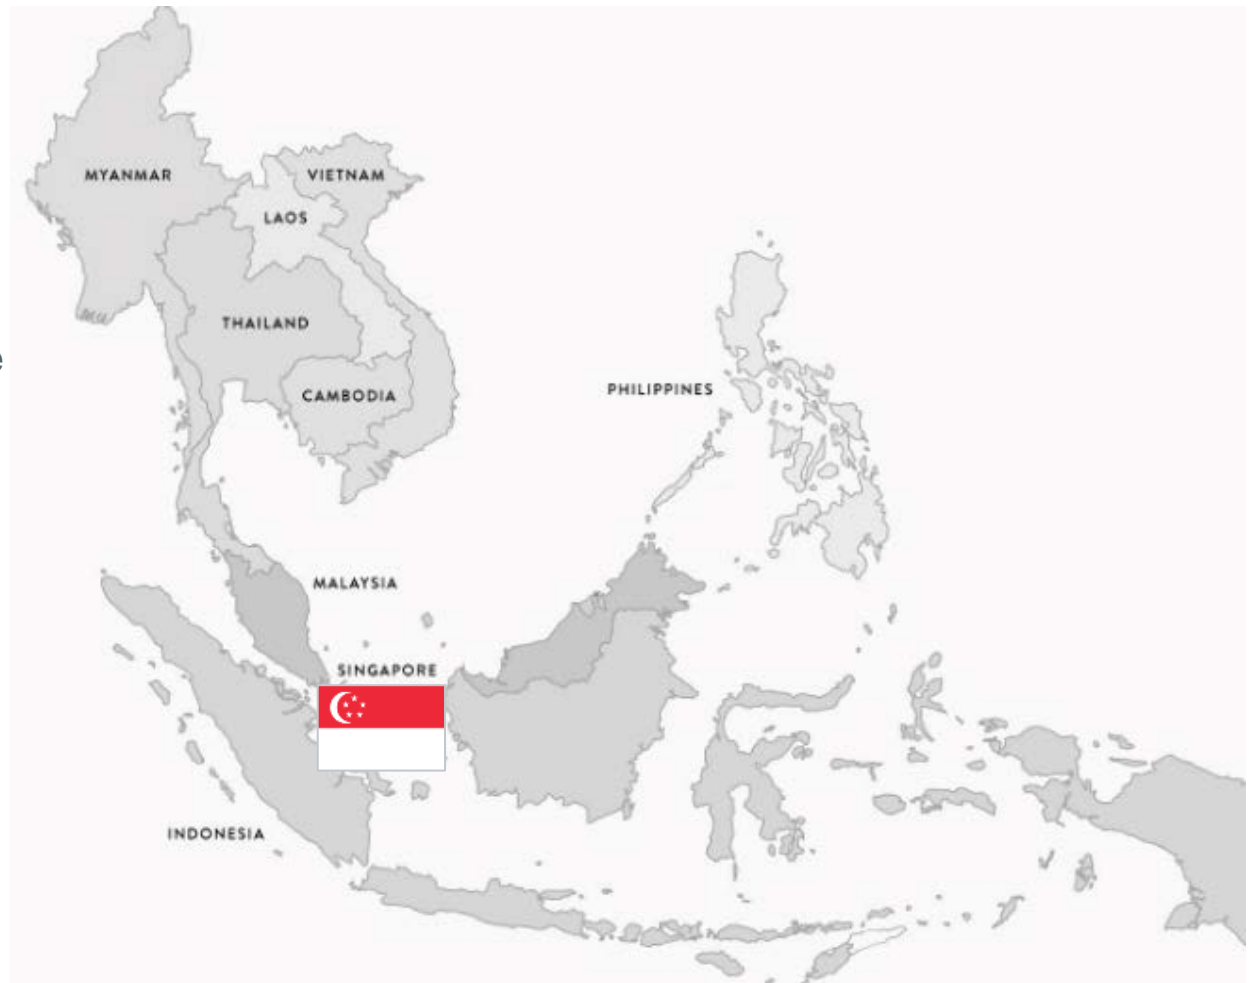 MYANMAR
VIETNAM
LAOS
THAILAND
e
CAMBODIA
PHILIPPINES
MALAYSIA
SINGAPORE
INDONESIA